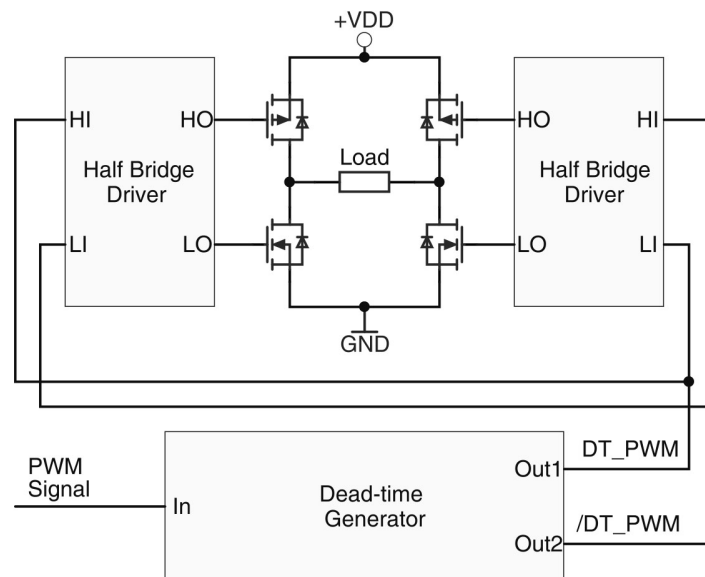 +VDD
HI
HO
HO
HI
Half Bridge
Driver
Load
Half Bridge
Driver
LI
LO
LO
LI
GND
PWM
Signal
In
Dead-time
Generator
Out1
DT_PWM
Out2
/DT_PWM